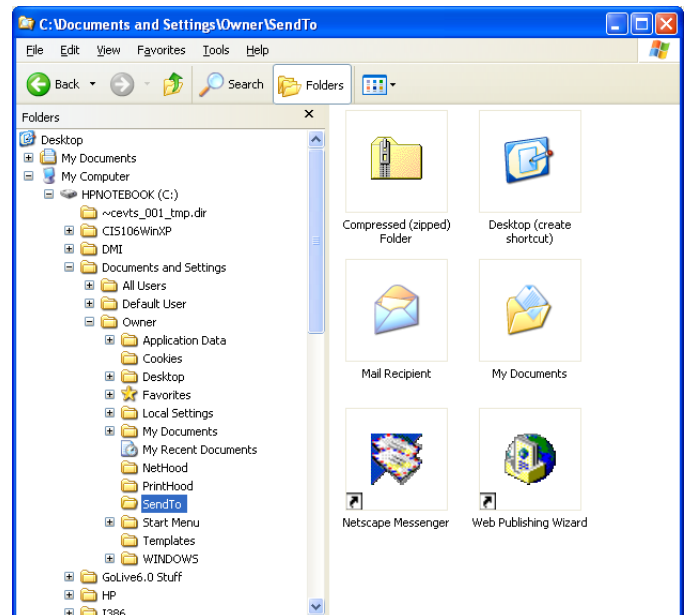 C:\Documents and Settings\Owner\SendTo
File Edit View Favorites Tools Help
Back Search Folders
Folders
Desktop
My Documents
My Computer
HPNOTEBOOK (C:)
~cevts_001_tmp.dir
CIS106WinXP
DMI
Documents and Settings
All Users
Default User
Owner
Application Data
Cookies
Desktop
Favorites
Local Settings
My Documents
My Recent Documents
NetHood
PrintHood
SendTo
Start Menu
Templates
WINDOWS
GoLive6.0 Stuff
HP
I386
Compressed (zipped)
Folder
Desktop (create
shortcut)
Mail Recipient
My Documents
Netscape Messenger
Web Publishing Wizard